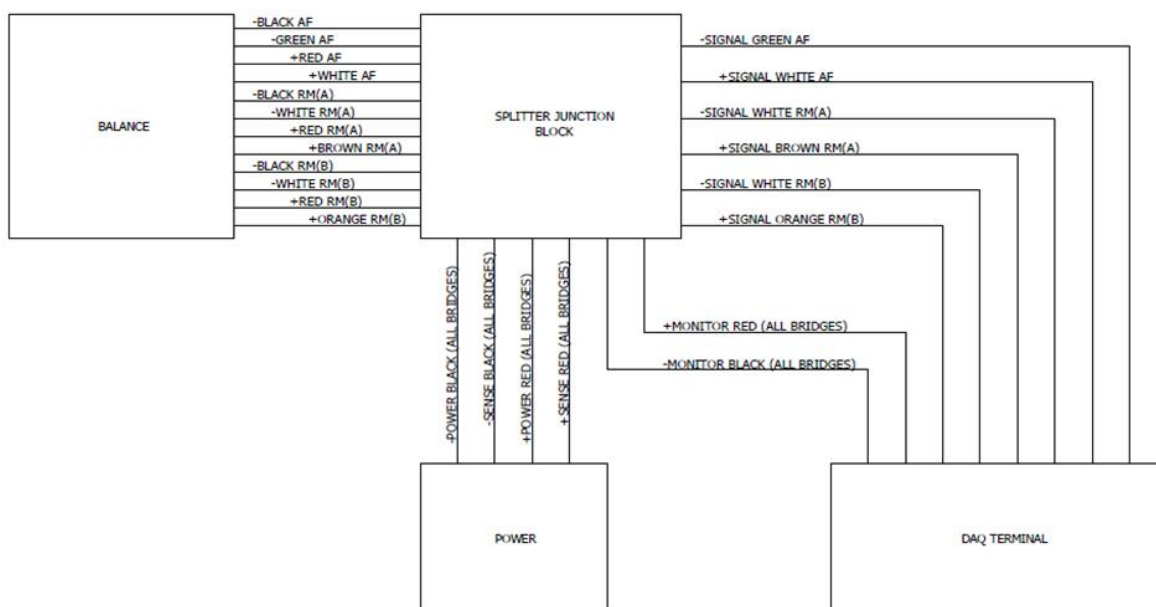 -BLACK AF
-GREEN AF
+RED AF
+WHITE AF
-BLACK RM(A)
-WHITE RM(A)
+RED RM(A)
+BROWN RM(A)
-BLACK RM(B)
-WHITE RM(B)
+RED RM(B)
+ORANGE RM(B)
BALANCE
SPLITTER JUNCTION
BLOCK
-SIGNAL GREEN AF
+SIGNAL WHITE AF
-SIGNAL WHITE RM(A)
+SIGNAL BROWN RM(A)
-SIGNAL WHITE RM(B)
+SIGNAL ORANGE RM(B)
-POWER BLACK (ALL BRIDGES)
-SENSE BLACK (ALL BRIDGES)
+POWER RED (ALL BRIDGES)
+SENSE RED (ALL BRIDGES)
+MONITOR RED (ALL BRIDGES)
-MONITOR BLACK (ALL BRIDGES)
POWER
DAQ TERMINAL